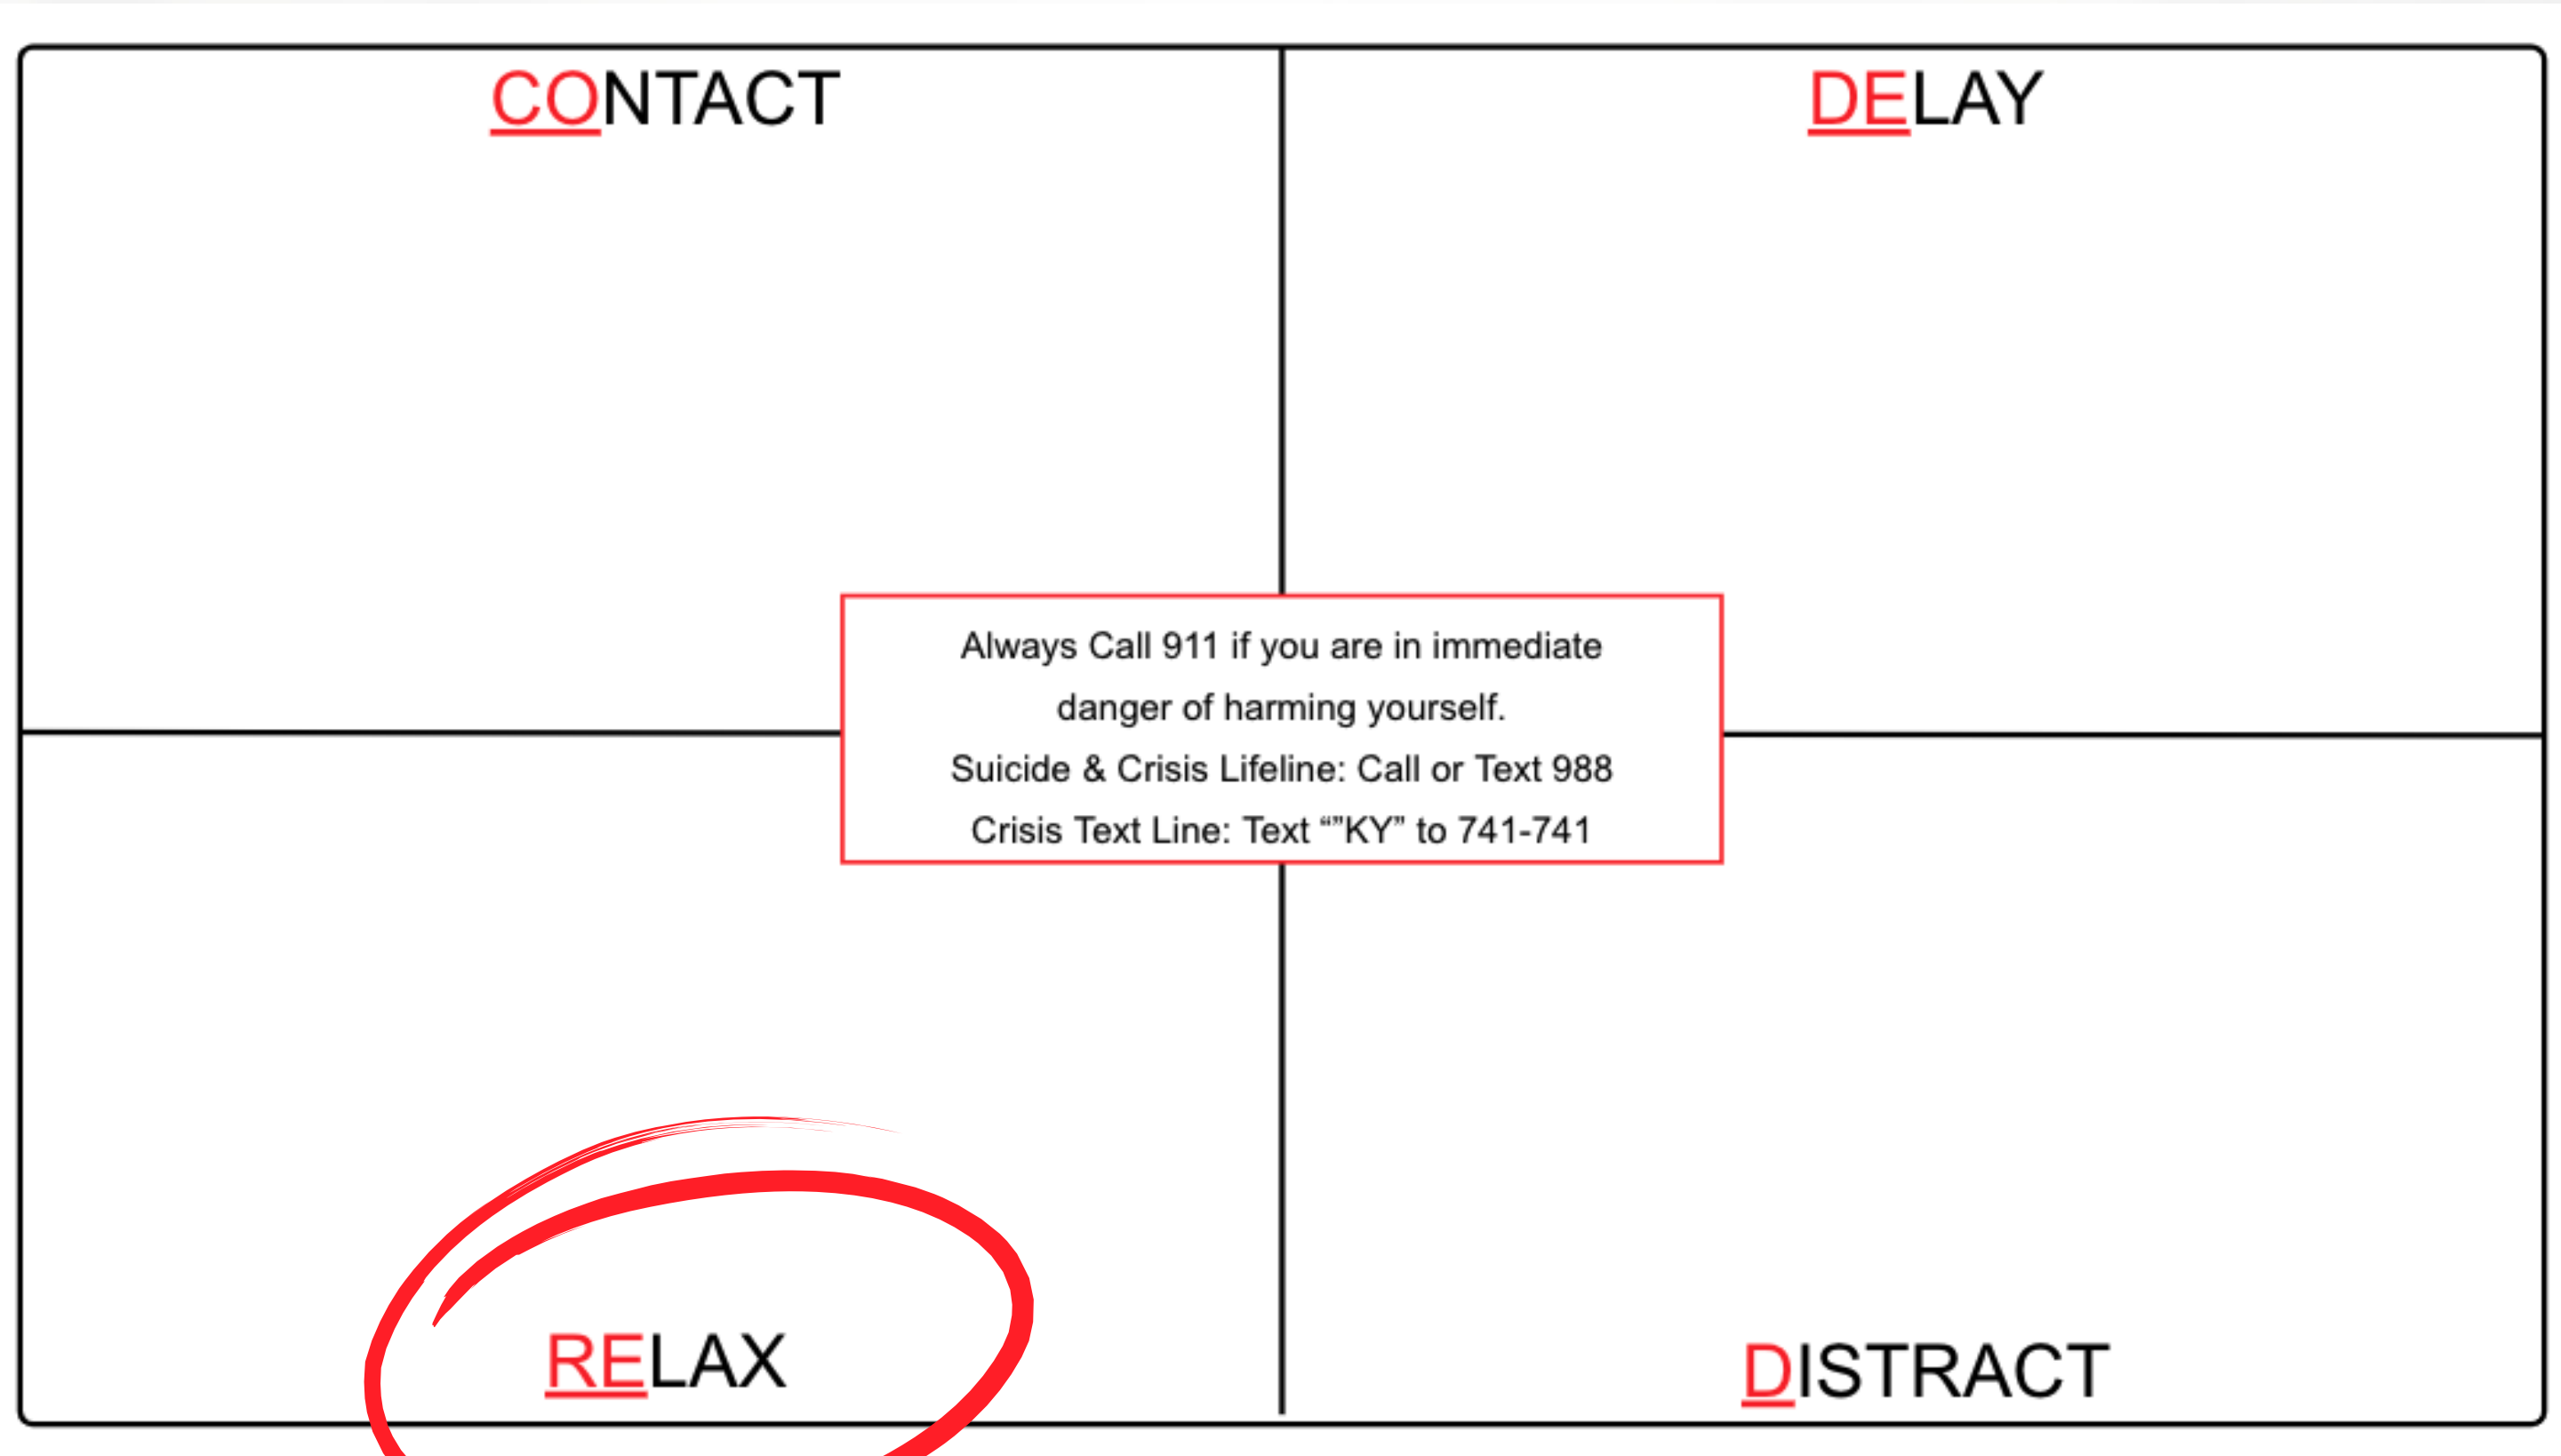 CONTACT
DELAY
Always Call 911 if you are in immediate
danger of harming yourself.
Suicide & Crisis Lifeline: Call or Text 988
Crisis Text Line: Text “”KY” to 741-741
RELAX
DISTRACT